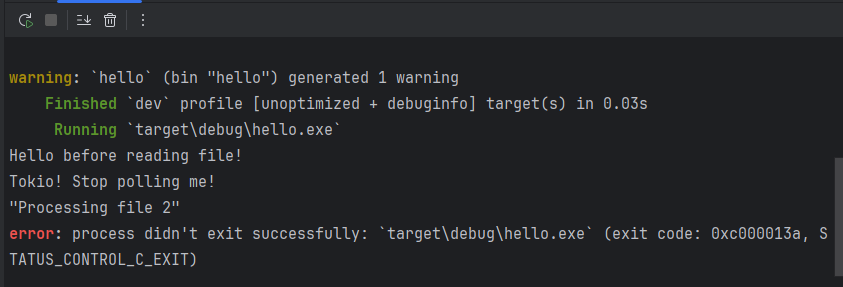 warning: `hello` (bin "hello") generated 1 warning
    Finished `dev` profile [unoptimized + debuginfo] target(s) in 0.03s
     Running `target\debug\hello.exe`
Hello before reading file!
Tokio! Stop polling me!
"Processing file 2"
error: process didn't exit successfully: `target\debug\hello.exe` (exit code: 0xc000013a, S
TATUS_CONTROL_C_EXIT)